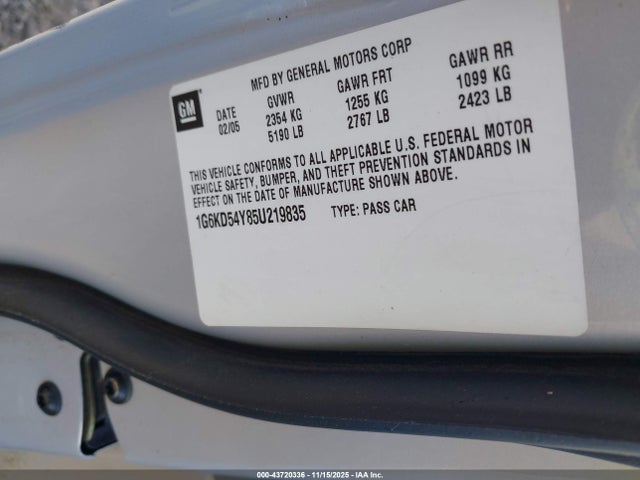 MFD BY GENERAL MOTORS CORP
GM
DATE GVWR GAWR FRT GAWR RR
02/05 2354 KG 1255 KG 1099 KG
5190 LB 2767 LB 2423 LB
THIS VEHICLE CONFORMS TO ALL APPLICABLE U.S. FEDERAL MOTOR
VEHICLE SAFETY, BUMPER, AND THEFT PREVENTION STANDARDS IN
EFFECT ON THE DATE OF MANUFACTURE SHOWN ABOVE.
1G6KD54Y85U219835 TYPE: PASS CAR
000-43720336 - 11/15/2025 - IAA Inc.